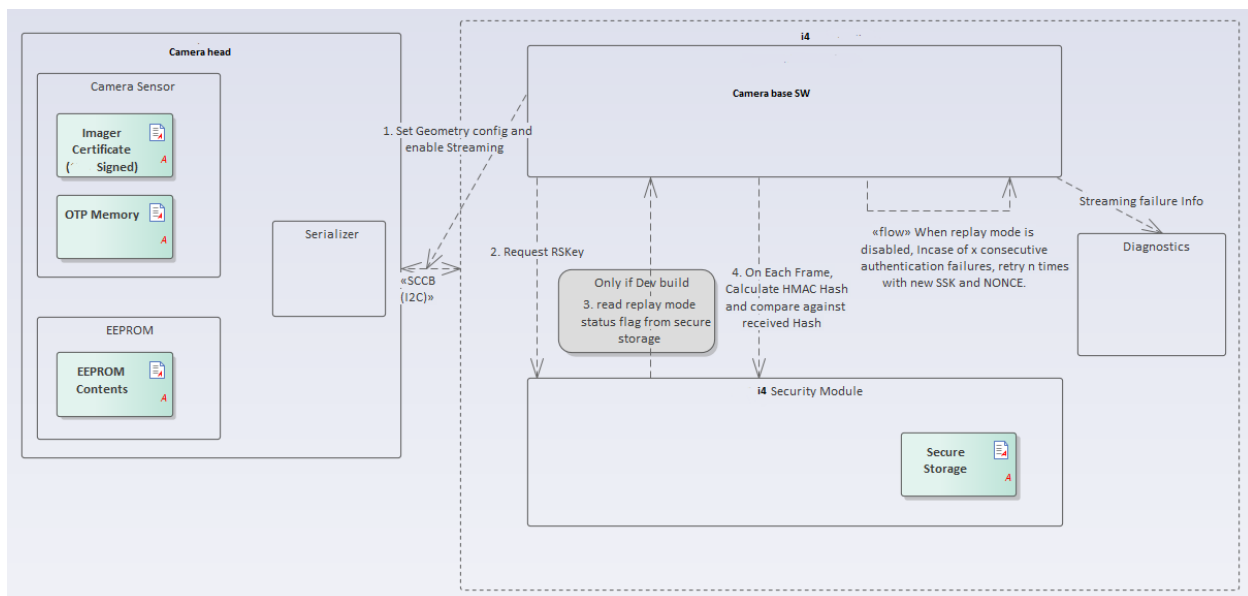 i4
Camera head
Camera Sensor
Imager
Certificate
( Signed)
A
OTP Memory
A
Serializer
EEPROM
EEPROM
Contents
A
Camera base SW
1. Set Geometry config and
enable Streaming
«SCCB
(I2C)»
2. Request RSKey
Only if Dev build
3. read replay mode
status flag from secure
storage
4. On Each Frame,
Calculate HMAC Hash
and compare against
received Hash
«flow» When replay mode is
disabled, Incase of x consecutive
authentication failures, retry n times
with new SSK and NONCE.
Streaming failure Info
Diagnostics
i4 Security Module
Secure
Storage
A